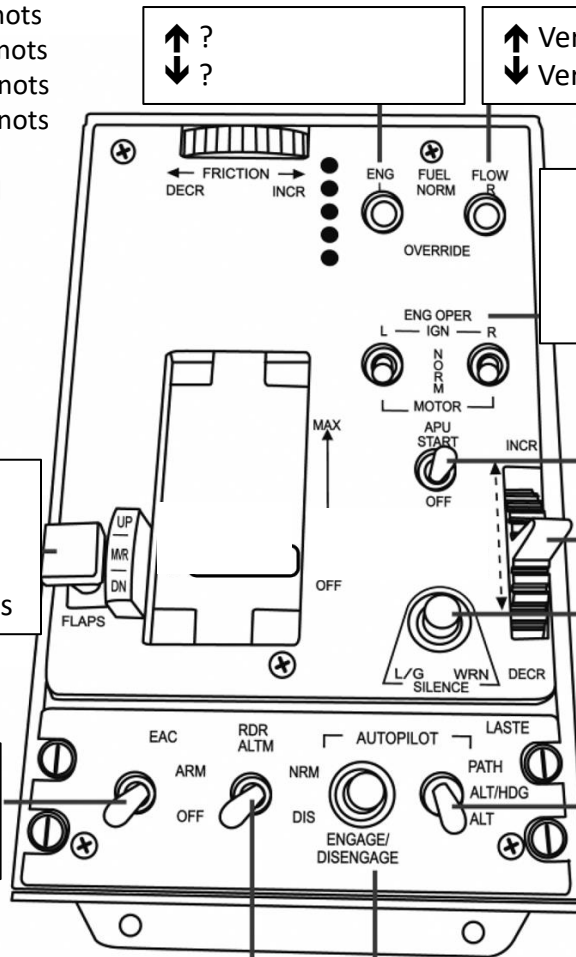 nots
nots
nots
nots
↑ ?
↓ ?
↑ Ver
↓ Ver
← FRICTION →
DECR INCR
ENG FUEL FLOW
L NORM R
OVERRIDE
ENG OPER
L — IGN — R
NORM
MOTOR
APU
START
OFF
MAX
OFF
INCR
DECR
UP
MVR
DN
FLAPS
s
L/G WRN
SILENCE
EAC
ARM
OFF
RDR
ALTM
NRM
DIS
AUTOPILOT
ENGAGE/
DISENGAGE
LASTE
PATH
ALT/HDG
ALT